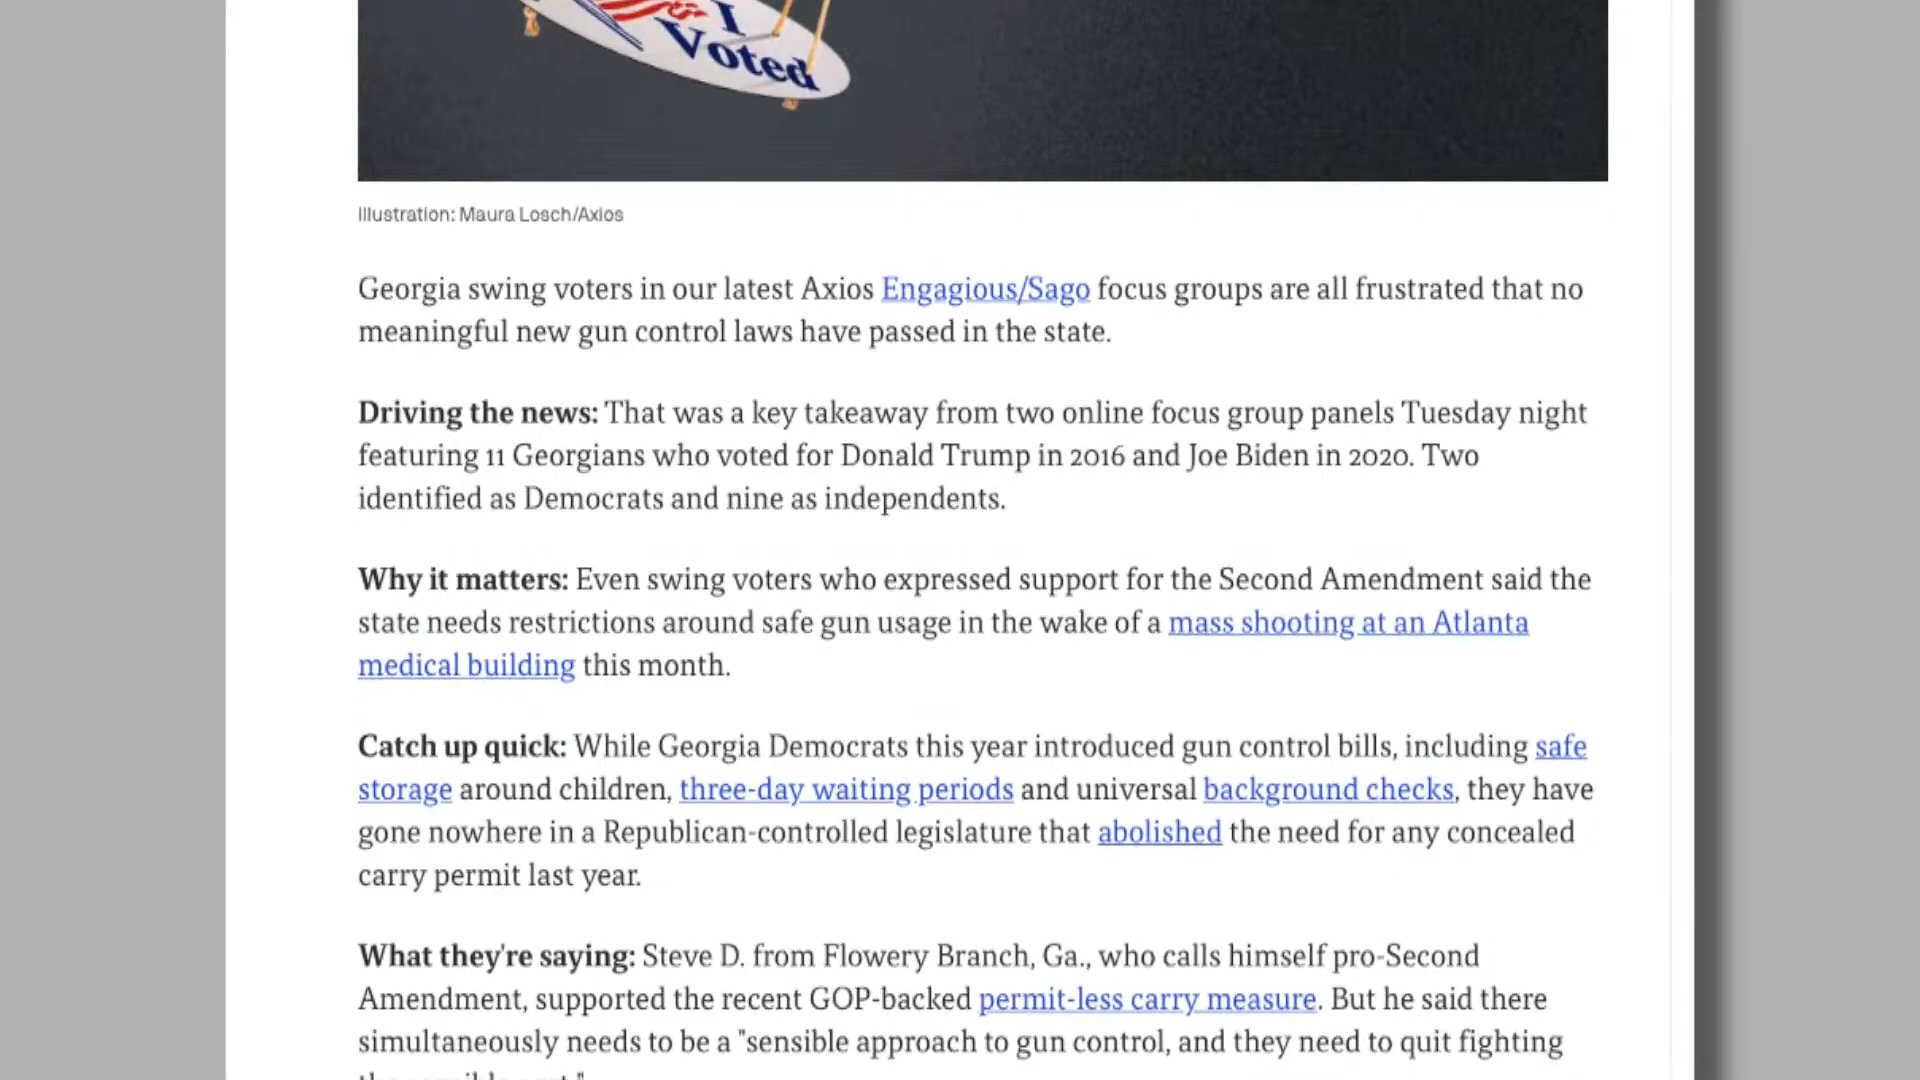 I
Voted
Illustration: Maura Losch/Axios
Georgia swing voters in our latest Axios Engagious/Sago focus groups are all frustrated that no
meaningful new gun control laws have passed in the state.
Driving the news: That was a key takeaway from two online focus group panels Tuesday night
featuring 11 Georgians who voted for Donald Trump in 2016 and Joe Biden in 2020. Two
identified as Democrats and nine as independents.
Why it matters: Even swing voters who expressed support for the Second Amendment said the
state needs restrictions around safe gun usage in the wake of a mass shooting at an Atlanta
medical building this month.
Catch up quick: While Georgia Democrats this year introduced gun control bills, including safe
storage around children, three-day waiting periods and universal background checks, they have
gone nowhere in a Republican-controlled legislature that abolished the need for any concealed
carry permit last year.
What they're saying: Steve D. from Flowery Branch, Ga., who calls himself pro-Second
Amendment, supported the recent GOP-backed permit-less carry measure. But he said there
simultaneously needs to be a "sensible approach to gun control, and they need to quit fighting